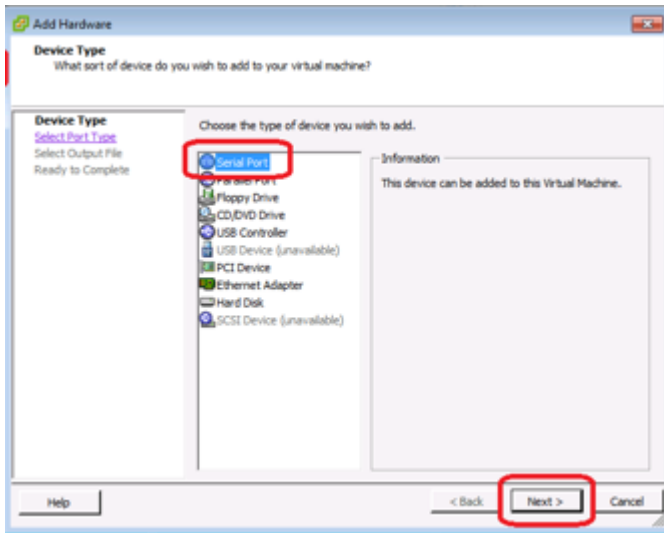 Add Hardware
Device Type
What sort of device do you wish to add to your virtual machine?
Device Type
Select Port Type
Select Output File
Ready to Complete
Choose the type of device you wish to add.
Serial Port
Parallel Port
Floppy Drive
CD/DVD Drive
USB Controller
USB Device (unavailable)
PCI Device
Ethernet Adapter
Hard Disk
SCSI Device (unavailable)
Information
This device can be added to this Virtual Machine.
Help
< Back
Next >
Cancel